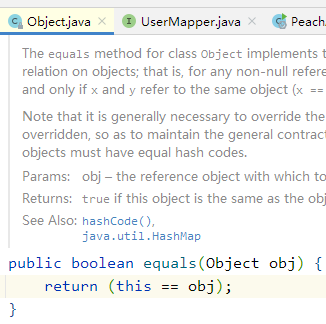 Object.java × UserMapper.java × Peach
The equals method for class Object implements t
relation on objects; that is, for any non-null refere
and only if x and y refer to the same object (x ==
Note that it is generally necessary to override the
overridden, so as to maintain the general contract
objects must have equal hash codes.
Params: obj – the reference object with which to
Returns: true if this object is the same as the obj
See Also: hashCode(),
java.util.HashMap
public boolean equals(Object obj) {
return (this == obj);
}